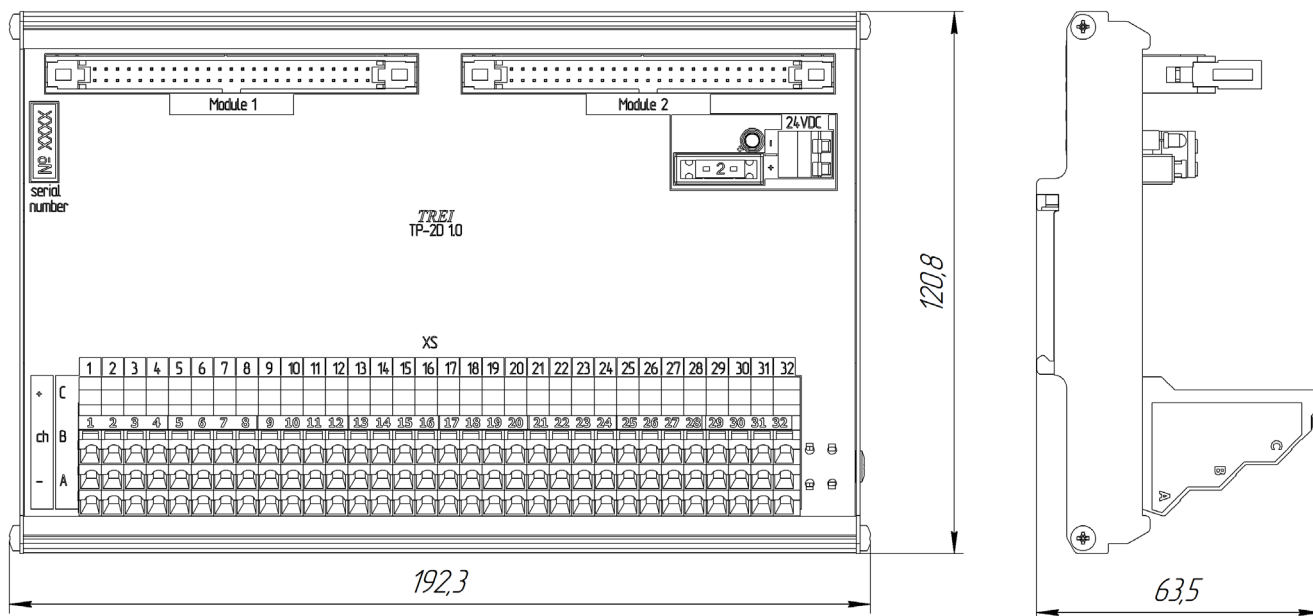 Module 1
Module 2
24VDC
-
+
2
№ XXXX
serial
number
TREI
TP-2D 1.0
XS
1 2 3 4 5 6 7 8 9 10 11 12 13 14 15 16 17 18 19 20 21 22 23 24 25 26 27 28 29 30 31 32
+ C
1 2 3 4 5 6 7 8 9 10 11 12 13 14 15 16 17 18 19 20 21 22 23 24 25 26 27 28 29 30 31 32
ch B
- A
192,3
120,8
C
B
A
63,5